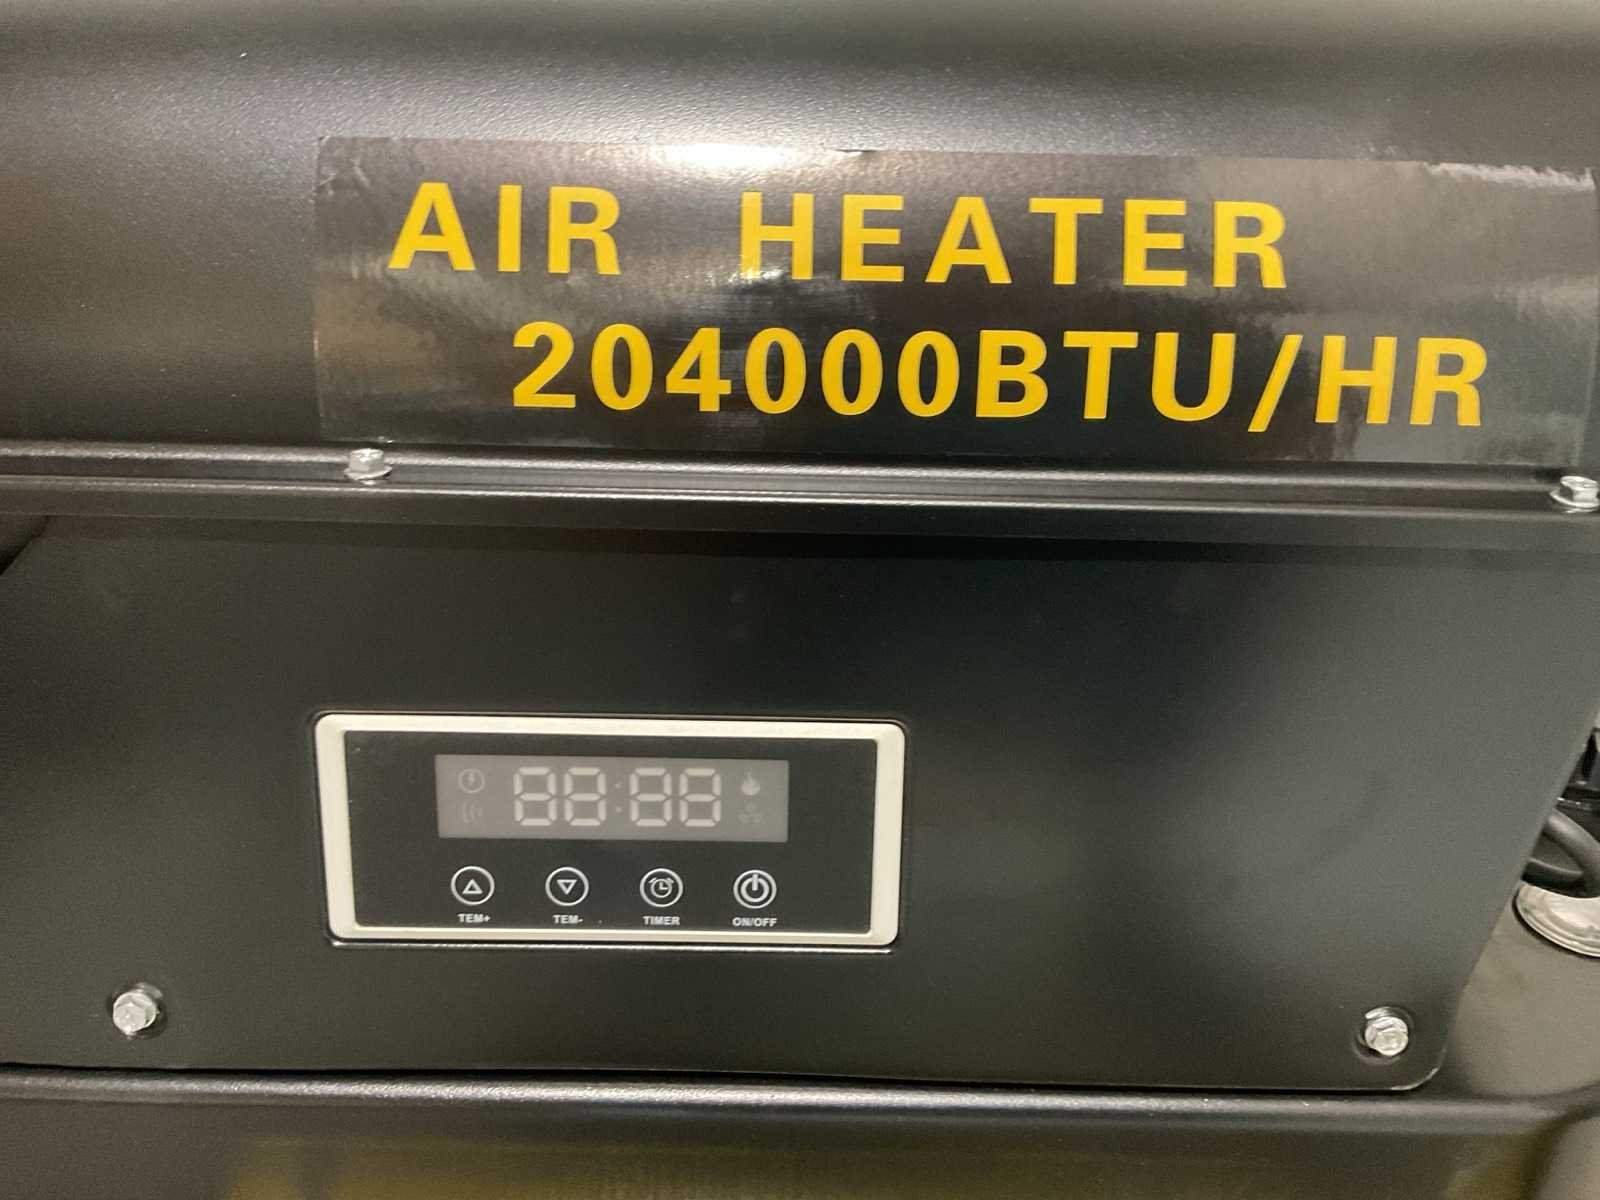 AIR HEATER
204000BTU/HR
88:88
TEM+ TEM- TIMER ON/OFF